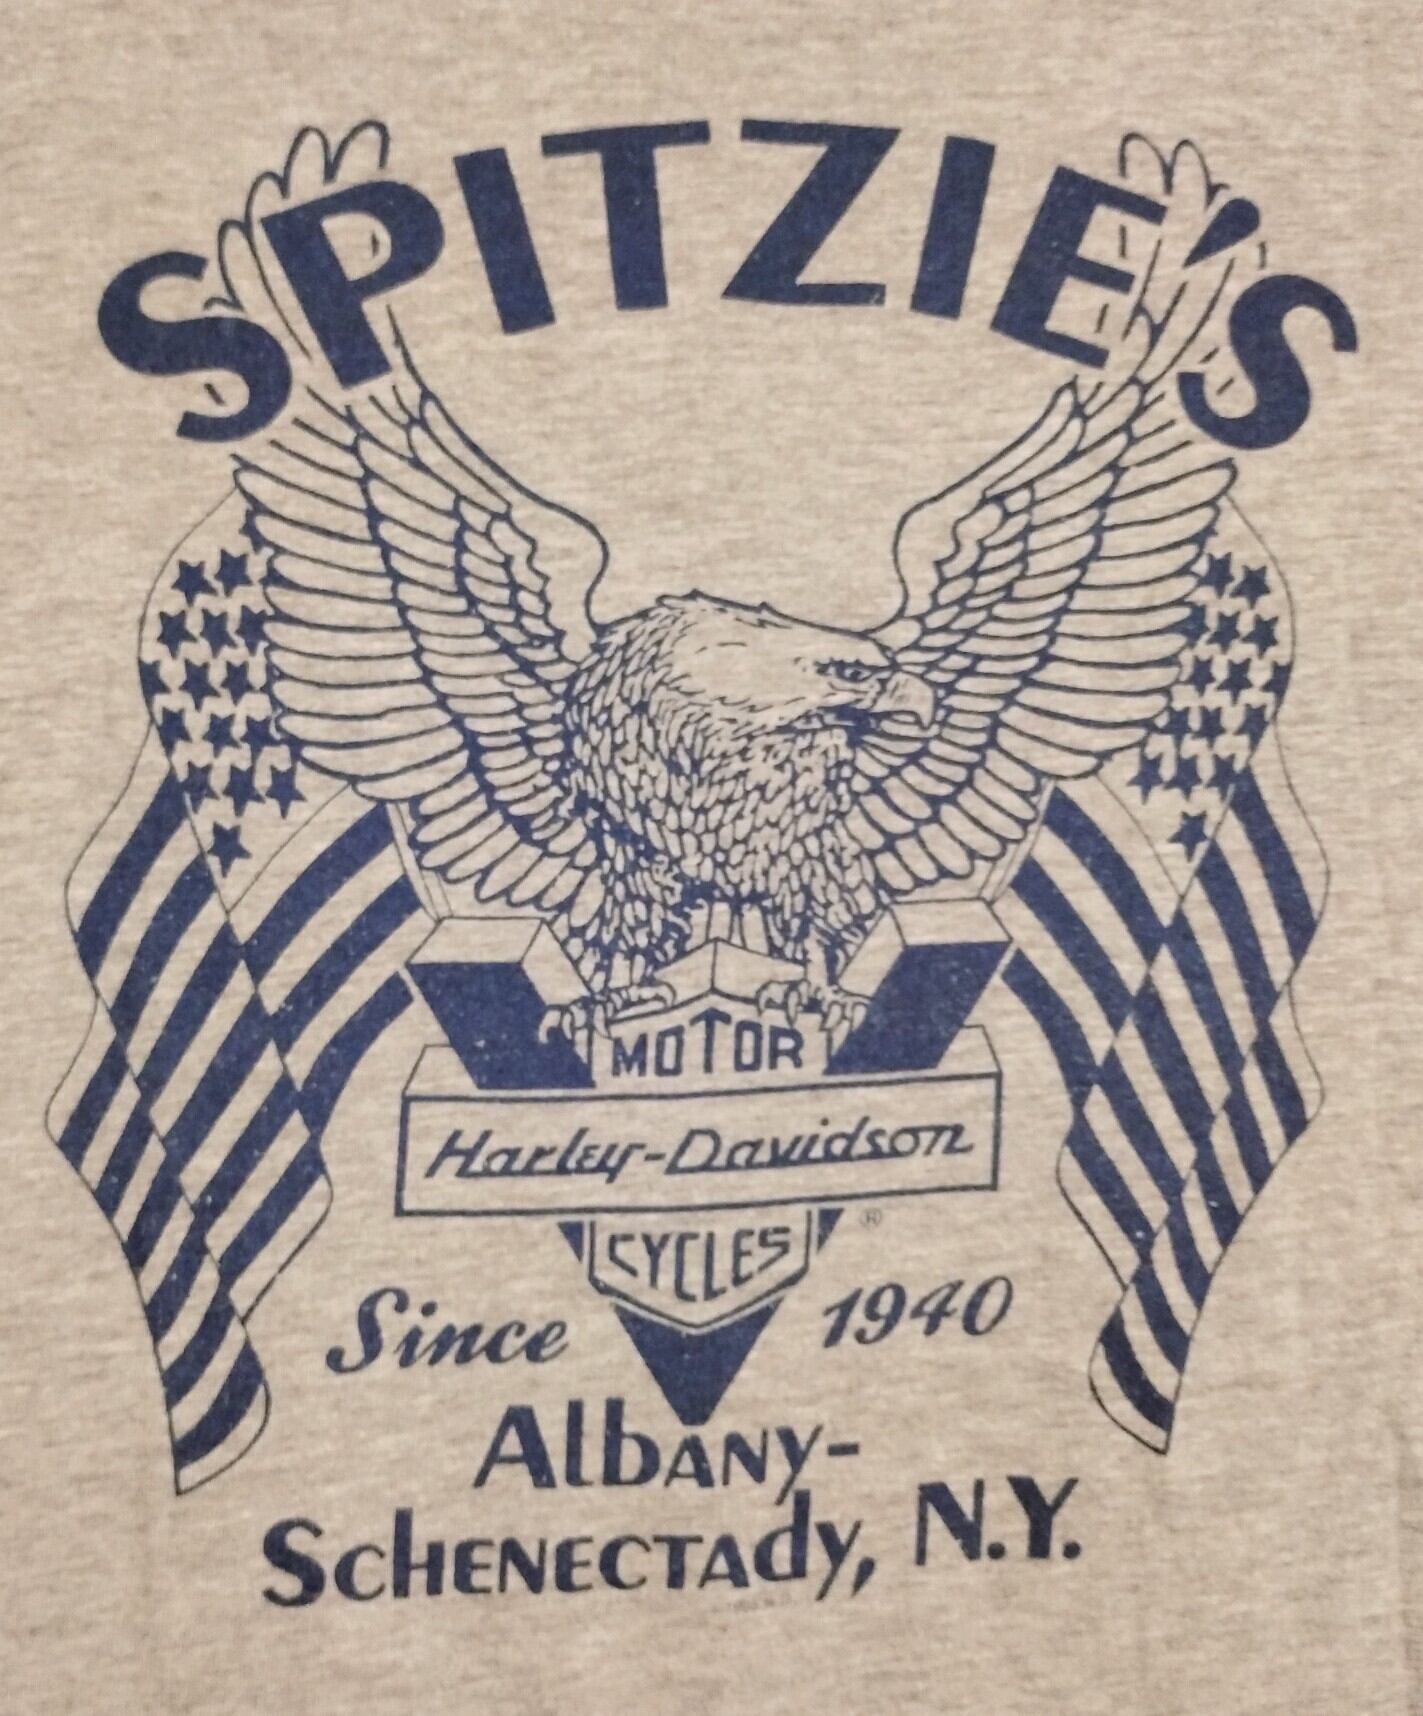 SPITZIE'S
MOTOR
Harley-Davidson
®
CYCLES
Since 1940
Albany-
Schenectady, N.Y.